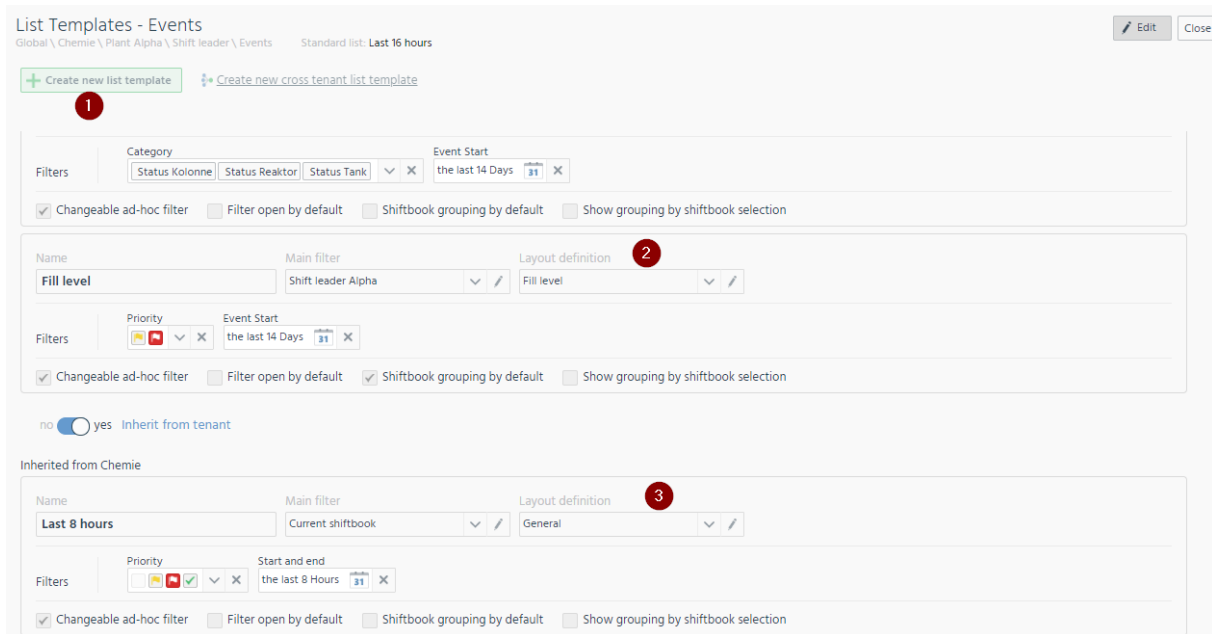 List Templates - Events
Edit
Close
Global \ Chemie \ Plant Alpha \ Shift leader \ Events Standard list: Last 16 hours
Create new list template Create new cross tenant list template
1
Category Event Start
Filters Status Kolonne Status Reaktor Status Tank the last 14 Days 31
Changeable ad-hoc filter Filter open by default Shiftbook grouping by default Show grouping by shiftbook selection
2
Name Main filter Layout definition
Fill level Shift leader Alpha Fill level
Priority Event Start
Filters the last 14 Days 31
Changeable ad-hoc filter Filter open by default Shiftbook grouping by default Show grouping by shiftbook selection
no yes Inherit from tenant
Inherited from Chemie
3
Name Main filter Layout definition
Last 8 hours Current shiftbook General
Priority Start and end
Filters the last 8 Hours 31
Changeable ad-hoc filter Filter open by default Shiftbook grouping by default Show grouping by shiftbook selection